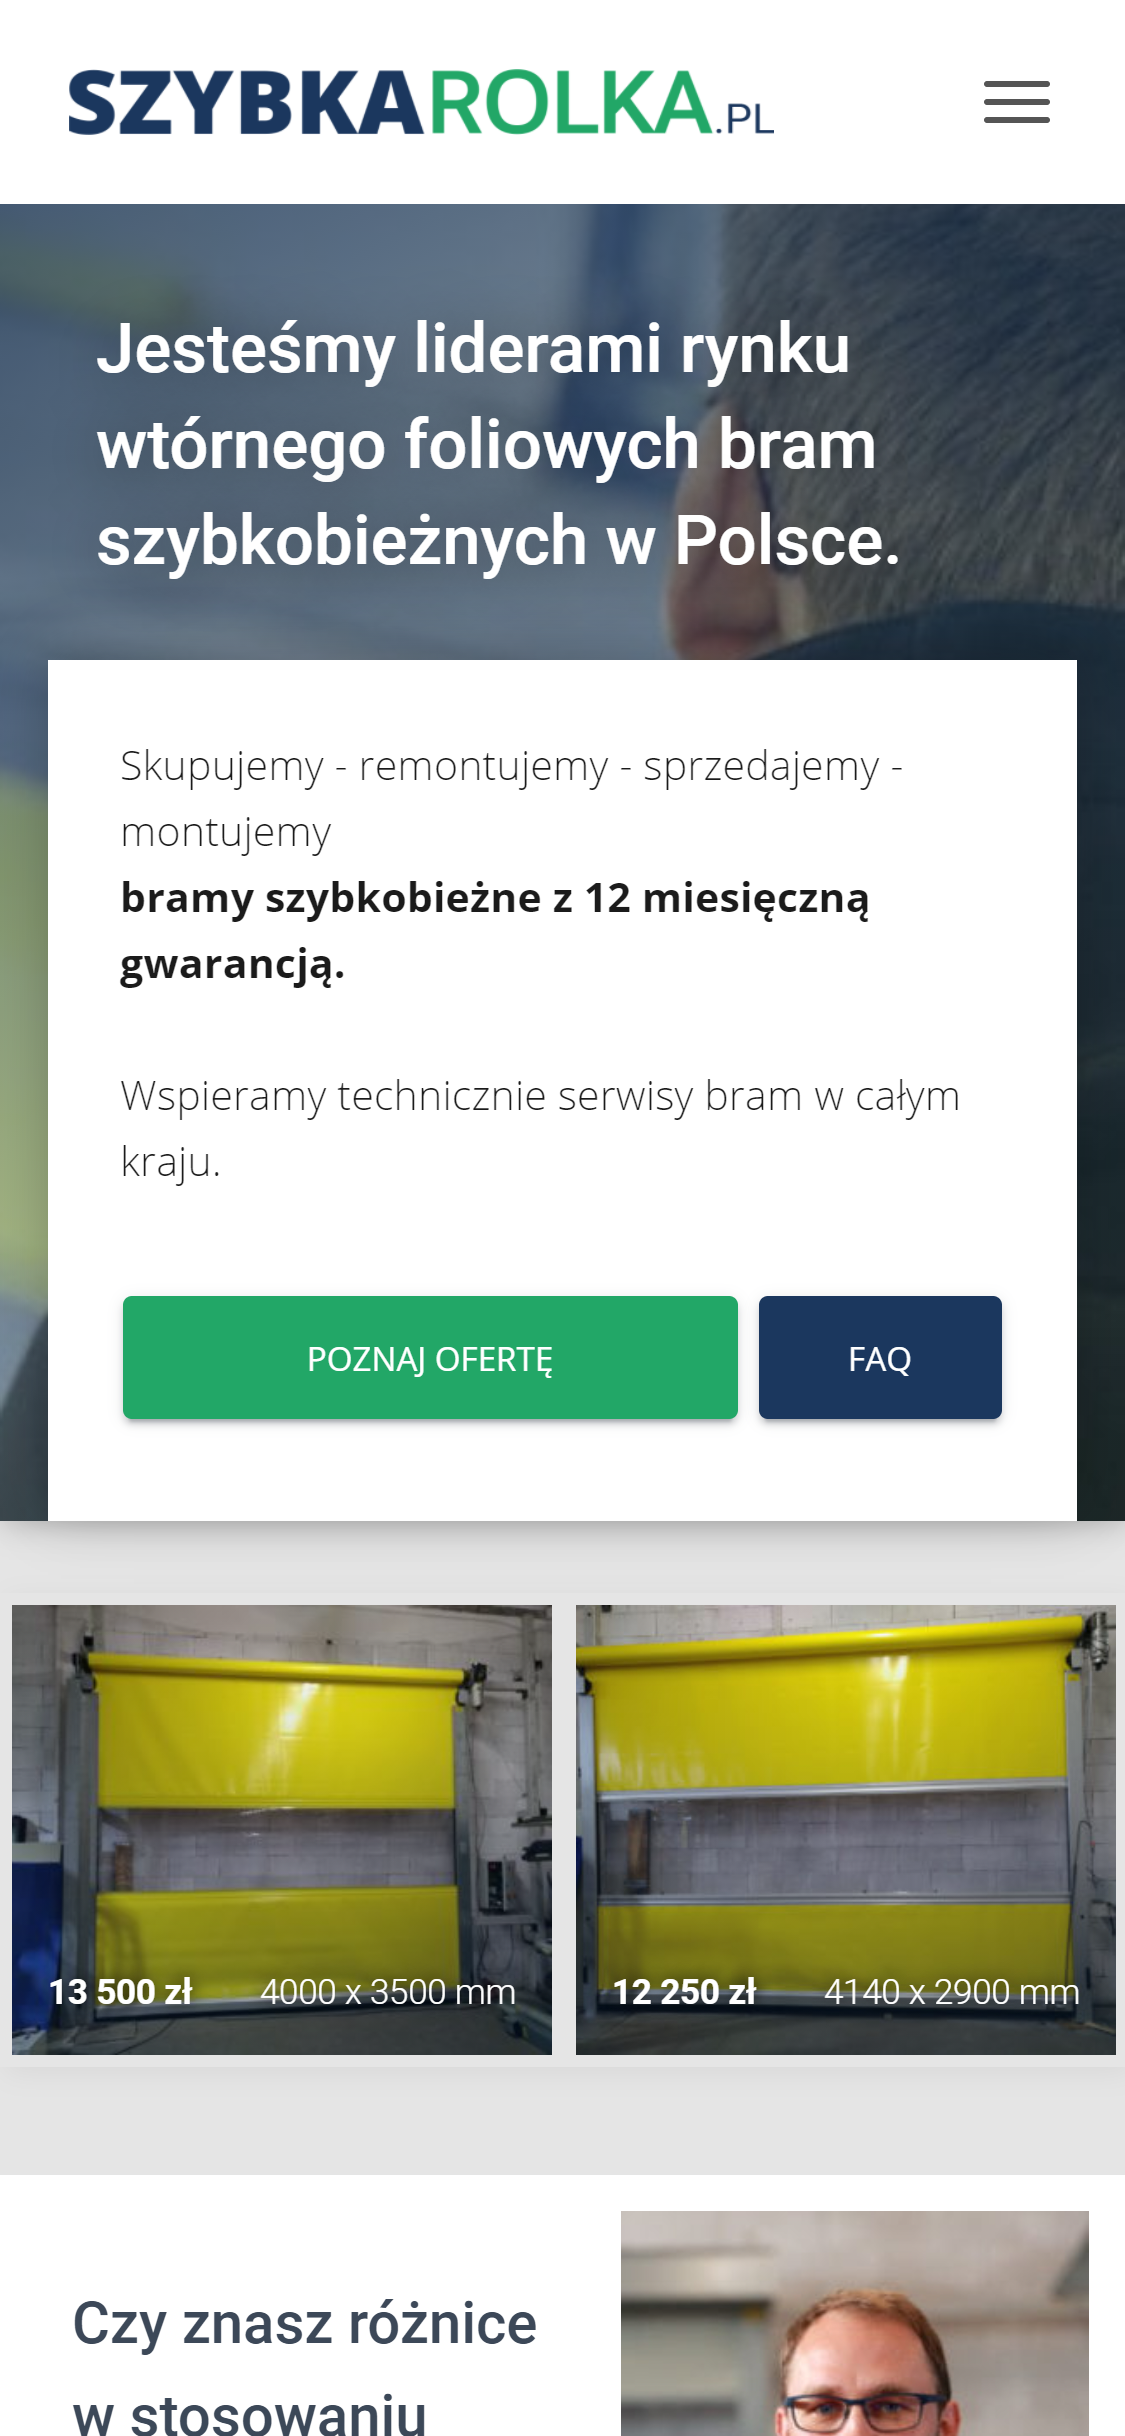 SZYBKAROLKA.PL
Jesteśmy liderami rynku
wtórnego foliowych bram
szybkobieżnych w Polsce.
Skupujemy - remontujemy - sprzedajemy -
montujemy
bramy szybkobieżne z 12 miesięczną
gwarancją.
Wspieramy technicznie serwisy bram w całym
kraju.
POZNAJ OFERTĘ FAQ
13 500 zł 4000 x 3500 mm
12 250 zł 4140 x 2900 mm
Czy znasz różnice
w stosowaniu